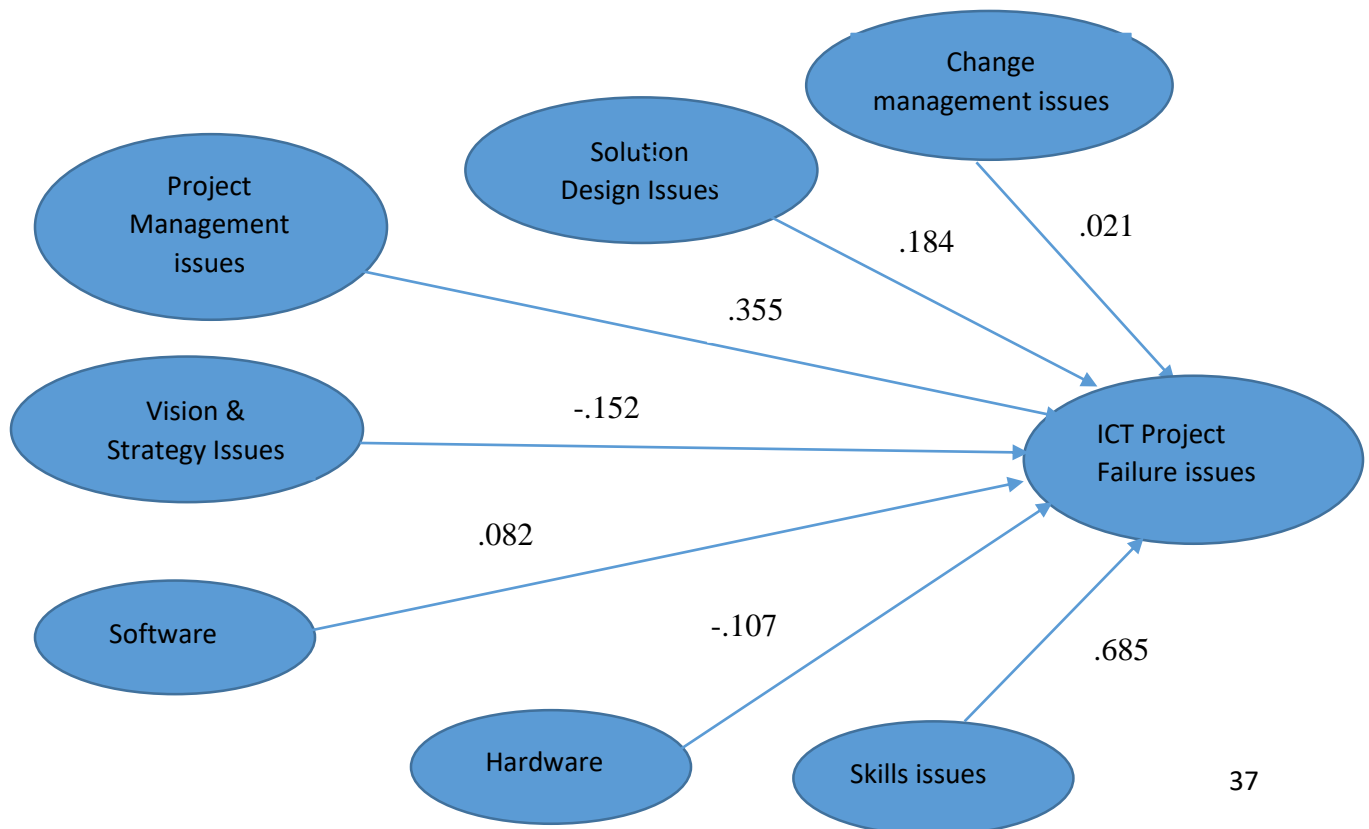 Change
management issues
Solution
Design Issues
Project
Management
issues
.184
.021
.355
Vision &
Strategy Issues
-.152
ICT Project
Failure issues
.082
Software
-.107
.685
Hardware
Skills issues
37